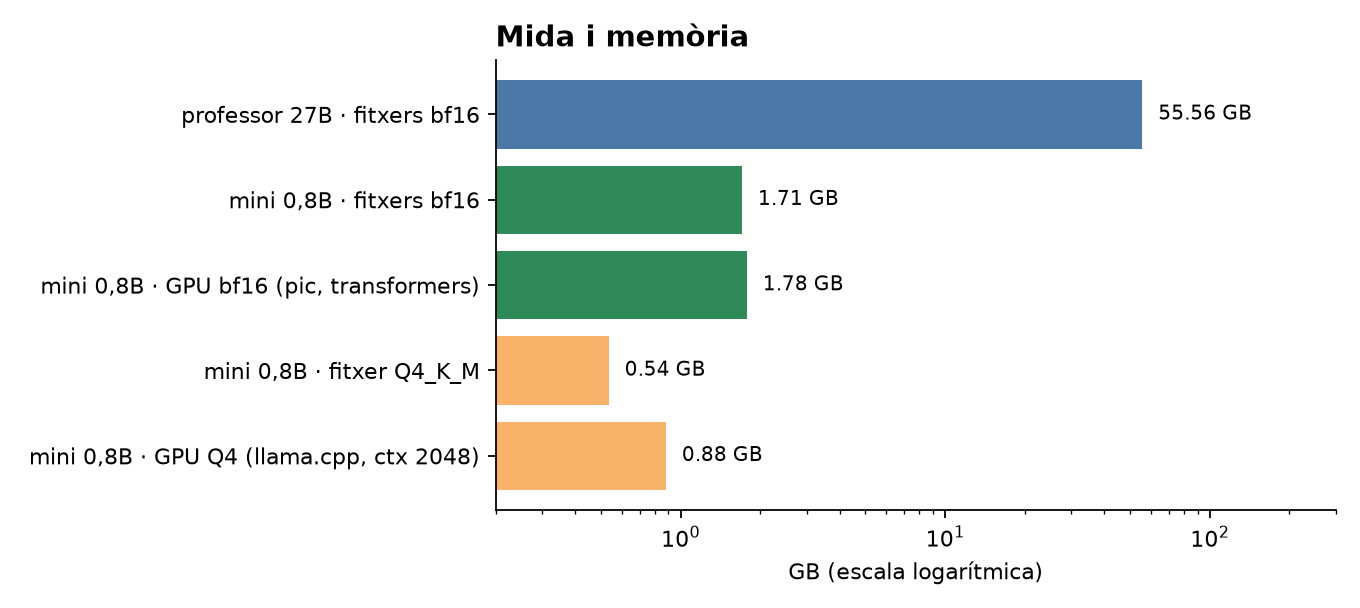 Mida i memòria
professor 27B · fitxers bf16
55.56 GB
mini 0,8B · fitxers bf16
1.71 GB
mini 0,8B · GPU bf16 (pic, transformers)
1.78 GB
mini 0,8B · fitxer Q4_K_M
0.54 GB
mini 0,8B · GPU Q4 (llama.cpp, ctx 2048)
0.88 GB
10⁰ 10¹ 10²
GB (escala logarítmica)